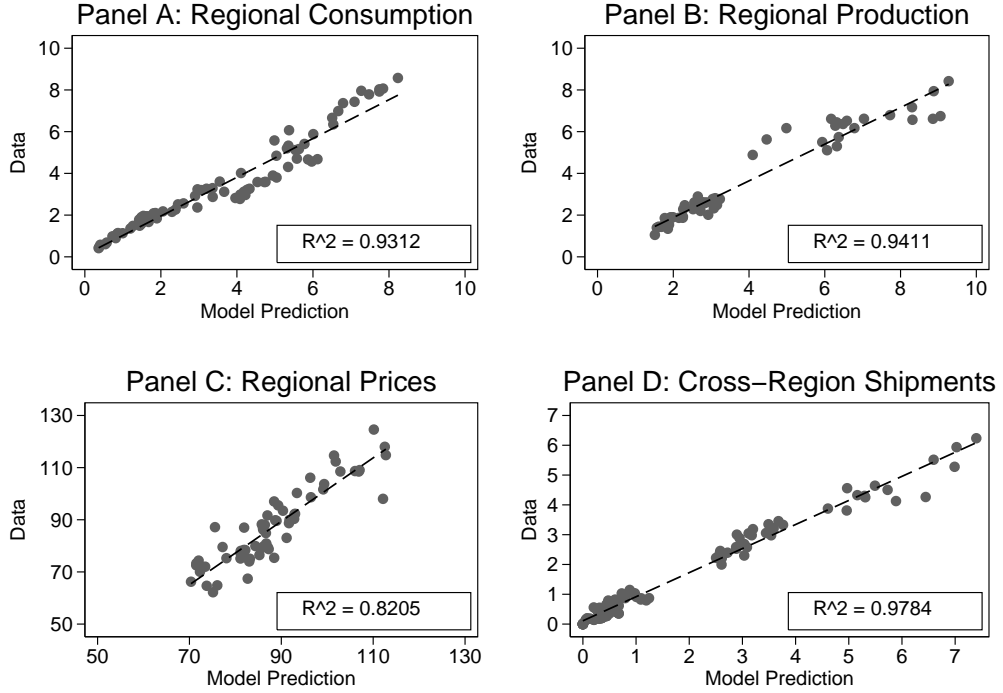 Panel A: Regional Consumption
10
8
6
4
2
0
Data
R^2 = 0.9312
0 2 4 6 8 10
Model Prediction
Panel B: Regional Production
10
8
6
4
2
0
Data
R^2 = 0.9411
0 2 4 6 8 10
Model Prediction
Panel C: Regional Prices
130
110
90
70
50
Data
R^2 = 0.8205
50 70 90 110 130
Model Prediction
Panel D: Cross−Region Shipments
7
6
5
4
3
2
1
0
Data
R^2 = 0.9784
0 1 2 3 4 5 6 7
Model Prediction